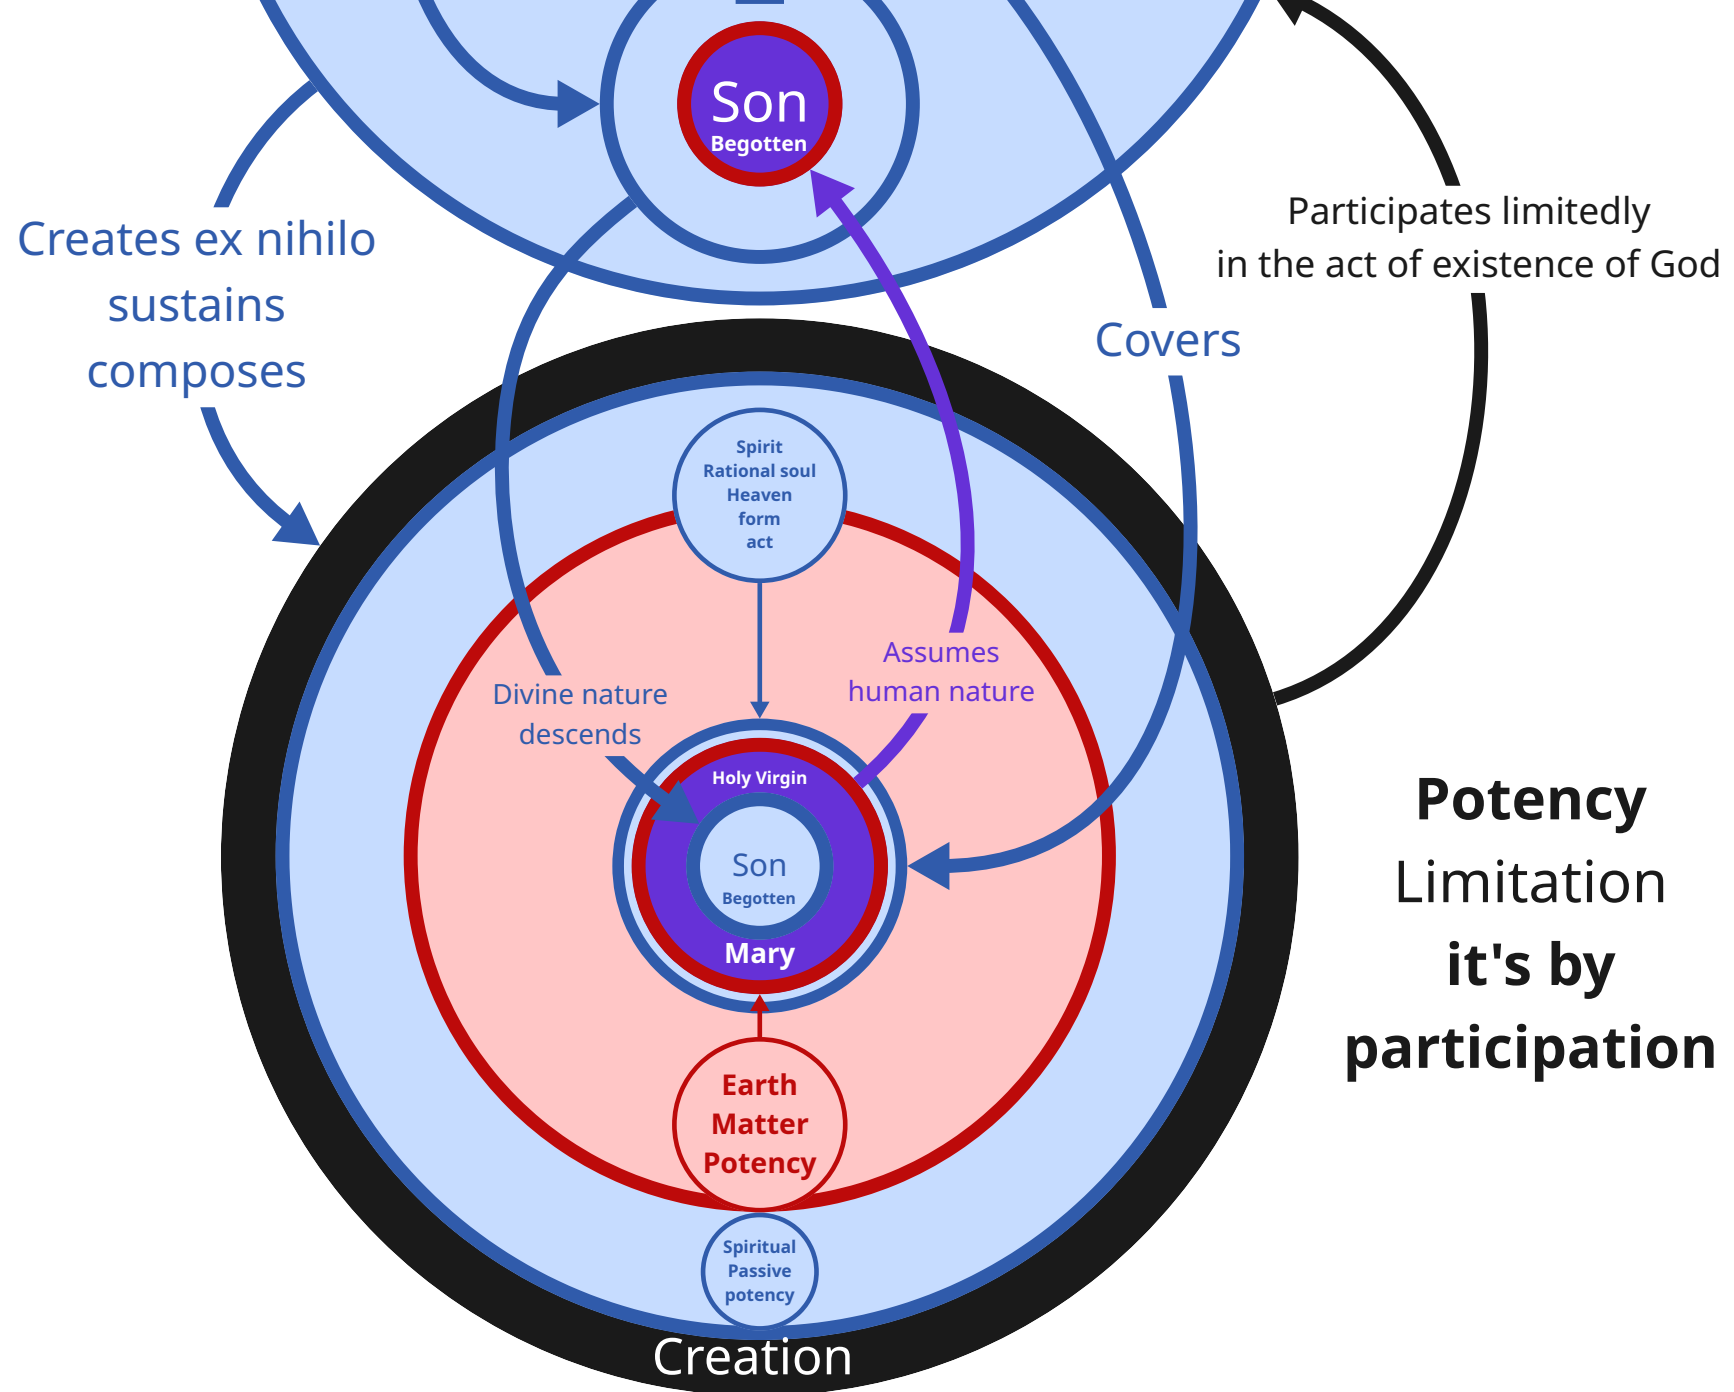 Son
Begotten
Creates ex nihilo
sustains
composes
Participates limitedly
in the act of existence of God
Covers
Spirit
Rational soul
Heaven
form
act
Divine nature
descends
Assumes
human nature
Holy Virgin
Son
Begotten
Mary
Earth
Matter
Potency
Spiritual
Passive
potency
Creation
Potency
Limitation
it's by
participation